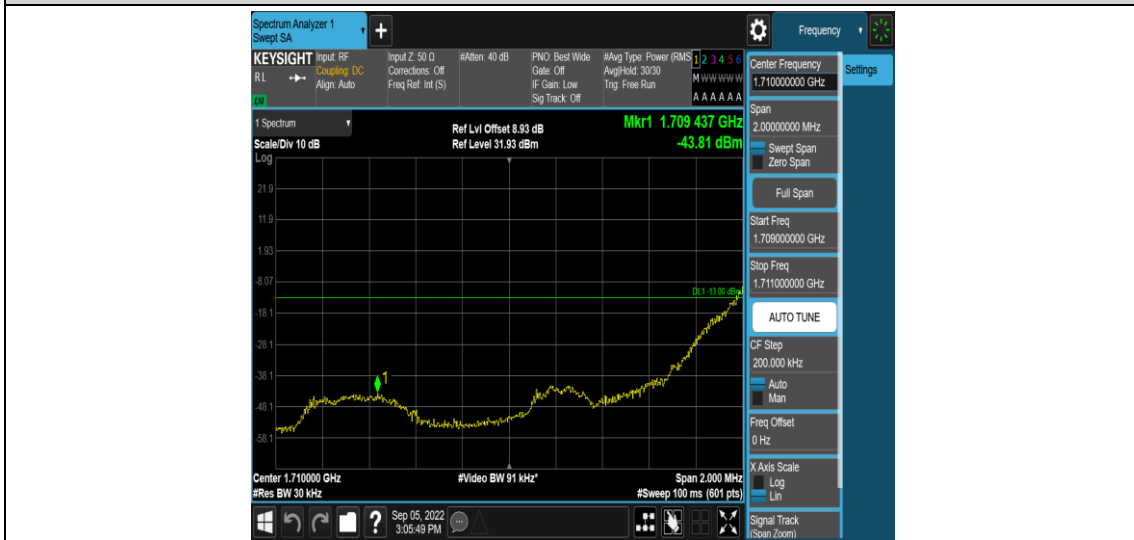 Spectrum Analyzer 1
Swept SA
+
Frequency
KEYSIGHT
RL
LXI
Input: RF
Coupling: DC
Align: Auto
Input Z: 50 Ω
Corrections: Off
Freq Ref: Int (S)
#Atten: 40 dB
PNO: Best Wide
Gate: Off
IF Gain: Low
Sig Track: Off
#Avg Type: Power (RMS
Avg|Hold: 30/30
Trig: Free Run
1 2 3 4 5 6
M W W W W W
A A A A A A
1 Spectrum
Scale/Div 10 dB
Log
Ref Lvl Offset 8.93 dB
Ref Level 31.93 dBm
Mkr1 1.709 437 GHz
-43.81 dBm
21.9
11.9
1.93
-8.07
-18.1
-28.1
-38.1
-48.1
-58.1
DL1 -13.00 dBm
1
Center 1.710000 GHz
#Res BW 30 kHz
#Video BW 91 kHz*
Span 2.000 MHz
#Sweep 100 ms (601 pts)
?
Sep 05, 2022
3:05:49 PM
Center Frequency
1.710000000 GHz
Settings
Span
2.00000000 MHz
Swept Span
Zero Span
Full Span
Start Freq
1.709000000 GHz
Stop Freq
1.711000000 GHz
AUTO TUNE
CF Step
200.000 kHz
Auto
Man
Freq Offset
0 Hz
X Axis Scale
Log
Lin
Signal Track
(Span Zoom)